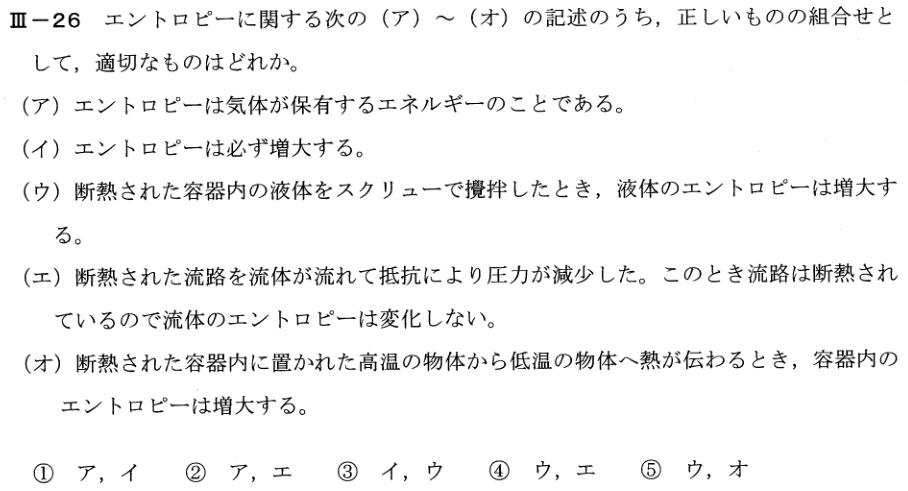 Ⅲ－26　エントロピーに関する次の（ア）～（オ）の記述のうち，正しいものの組合せと
して，適切なものはどれか。
（ア）エントロピーは気体が保有するエネルギーのことである。
（イ）エントロピーは必ず増大する。
（ウ）断熱された容器内の液体をスクリューで攪拌したとき，液体のエントロピーは増大す
る。
（エ）断熱された流路を流体が流れて抵抗により圧力が減少した。このとき流路は断熱され
ているので流体のエントロピーは変化しない。
（オ）断熱された容器内に置かれた高温の物体から低温の物体へ熱が伝わるとき，容器内の
エントロピーは増大する。
①　ア，イ　　②　ア，エ　　③　イ，ウ　　④　ウ，エ　　⑤　ウ，オ